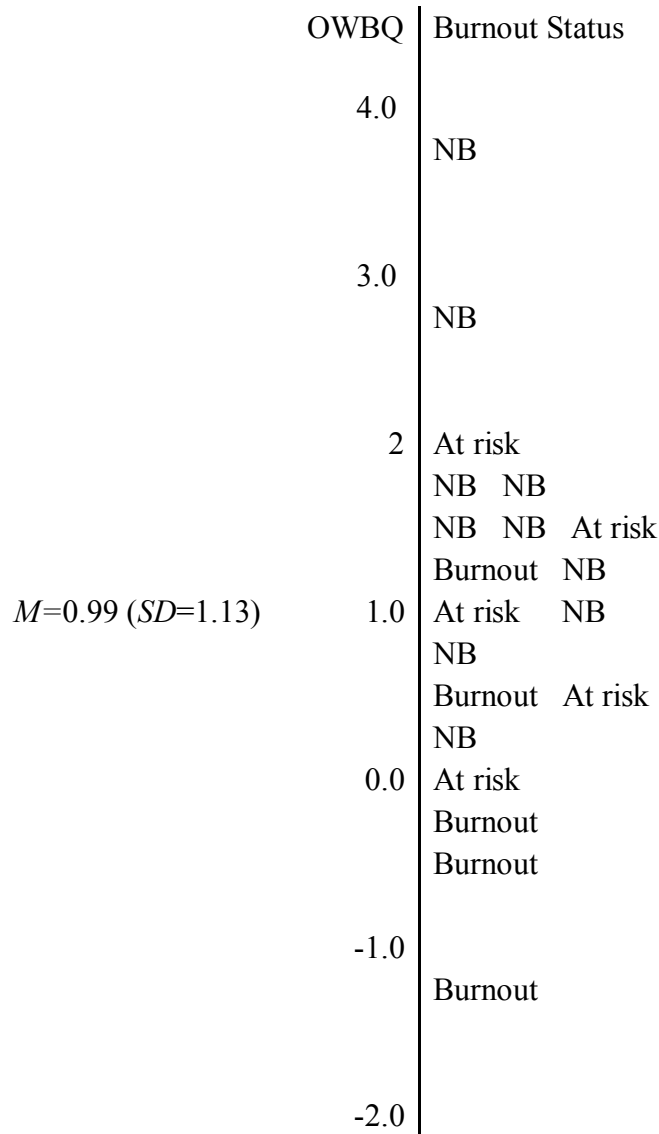 OWBQ Burnout Status
4.0
NB
3.0
NB
2 At risk
NB NB
NB NB At risk
Burnout NB
M=0.99 (SD=1.13) 1.0 At risk NB
NB
Burnout At risk
NB
0.0 At risk
Burnout
Burnout
-1.0
Burnout
-2.0